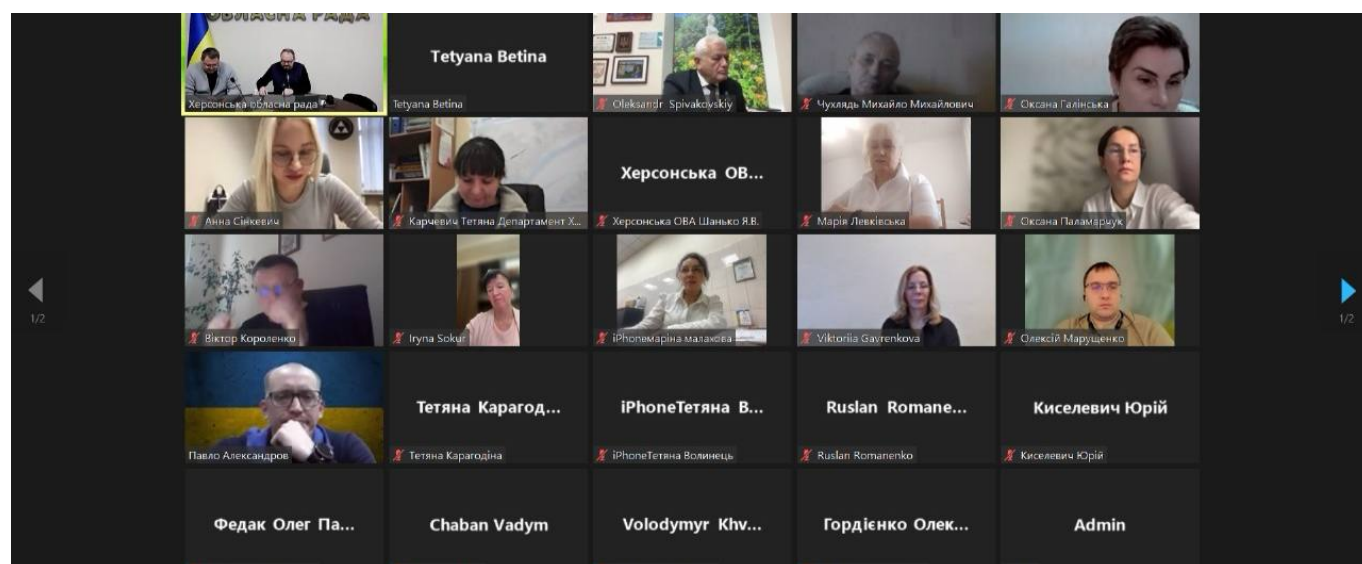 ОБЛАСНА РАДА
Херсонська обласна рада
Tetyana Betina
Tetyana Betina
Oleksandr Spivakovskiy
Чухлядь Михайло Михайлович
Оксана Галінська
Анна Сінкевич
Карчевич Тетяна Департамент Х...
Херсонська ОВ...
Херсонська ОВА Шанько Я.В.
Марія Левківська
Оксана Паламарчук
1/2
1/2
Віктор Короленко
Iryna Sokur
iPhonемаріна малахова
Viktoriia Gavrenkova
Олексій Марущенко
Павло Александров
Тетяна Карагод...
Тетяна Карагодіна
iPhoneТетяна В...
iPhoneТетяна Волинець
Ruslan Romane...
Ruslan Romanenko
Киселевич Юрій
Киселевич Юрій
Федак Олег Па...
Chaban Vadym
Volodymyr Khv...
Гордієнко Олек...
Admin